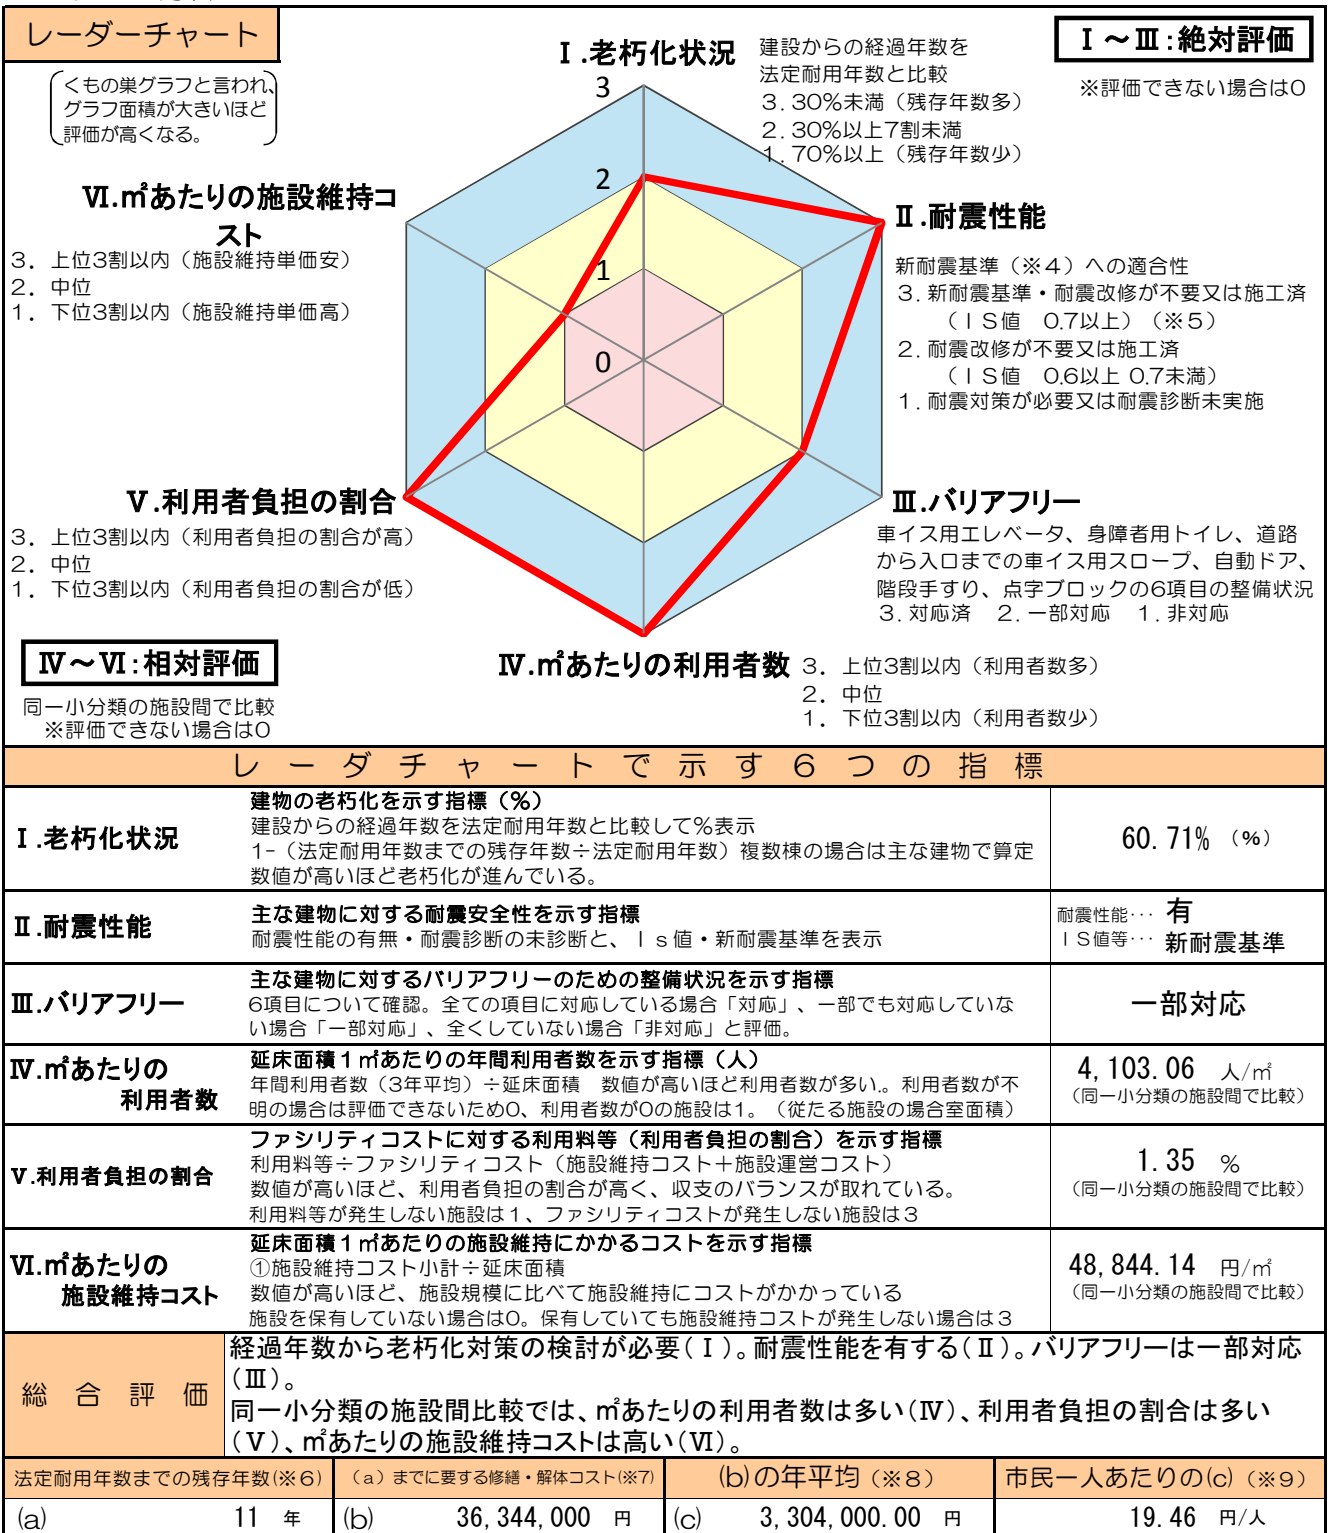 レーダーチャート
くもの巣グラフと言われ、
グラフ面積が大きいほど
評価が高くなる。
Ⅰ.老朽化状況
建設からの経過年数を
法定耐用年数と比較
3.30%未満（残存年数多）
2.30%以上7割未満
1.70%以上（残存年数少）
Ⅰ～Ⅲ:絶対評価
※評価できない場合は0
3
2
1
0
Ⅵ.㎡あたりの施設維持コ
スト
3. 上位3割以内（施設維持単価安）
2. 中位
1. 下位3割以内（施設維持単価高）
Ⅱ.耐震性能
新耐震基準（※4）への適合性
3.新耐震基準・耐震改修が不要又は施工済
（ＩＳ値 0.7以上）（※5）
2.耐震改修が不要又は施工済
（ＩＳ値 0.6以上 0.7未満）
1.耐震対策が必要又は耐震診断未実施
Ⅴ.利用者負担の割合
3. 上位3割以内（利用者負担の割合が高）
2. 中位
1. 下位3割以内（利用者負担の割合が低）
Ⅲ.バリアフリー
車イス用エレベータ、身障者用トイレ、道路
から入口までの車イス用スロープ、自動ドア、
階段手すり、点字ブロックの6項目の整備状況
3.対応済 2.一部対応 1.非対応
Ⅳ～Ⅵ:相対評価
同一小分類の施設間で比較
※評価できない場合は0
Ⅳ.㎡あたりの利用者数
3. 上位3割以内（利用者数多）
2. 中位
1. 下位3割以内（利用者数少）
レーダチャートで示す6つの指標
Ⅰ.老朽化状況
建物の老朽化を示す指標（%）
建設からの経過年数を法定耐用年数と比較して%表示
1-（法定耐用年数までの残存年数÷法定耐用年数）複数棟の場合は主な建物で算定
数値が高いほど老朽化が進んでいる。
60.71% （%）
Ⅱ.耐震性能
主な建物に対する耐震安全性を示す指標
耐震性能の有無・耐震診断の未診断と、Ｉｓ値・新耐震基準を表示
耐震性能… 有
ＩＳ値等… 新耐震基準
Ⅲ.バリアフリー
主な建物に対するバリアフリーのための整備状況を示す指標
6項目について確認。全ての項目に対応している場合「対応」、一部でも対応していな
い場合「一部対応」、全くしていない場合「非対応」と評価。
一部対応
Ⅳ.㎡あたりの
利用者数
延床面積１㎡あたりの年間利用者数を示す指標（人）
年間利用者数（3年平均）÷延床面積 数値が高いほど利用者数が多い。利用者数が不
明の場合は評価できないため0、利用者数が0の施設は1。（従たる施設の場合室面積）
4,103.06 人/㎡
（同一小分類の施設間で比較）
Ⅴ.利用者負担の割合
ファシリティコストに対する利用料等（利用者負担の割合）を示す指標
利用料等÷ファシリティコスト（施設維持コスト＋施設運営コスト）
数値が高いほど、利用者負担の割合が高く、収支のバランスが取れている。
利用料等が発生しない施設は１、ファシリティコストが発生しない施設は３
1.35 %
（同一小分類の施設間で比較）
Ⅵ.㎡あたりの
施設維持コスト
延床面積１㎡あたりの施設維持にかかるコストを示す指標
①施設維持コスト小計÷延床面積
数値が高いほど、施設規模に比べて施設維持にコストがかかっている
施設を保有していない場合は0。保有していても施設維持コストが発生しない場合は３
48,844.14 円/㎡
（同一小分類の施設間で比較）
総合評価
経過年数から老朽化対策の検討が必要(Ⅰ)。耐震性能を有する(Ⅱ)。バリアフリーは一部対応
(Ⅲ)。
同一小分類の施設間比較では、㎡あたりの利用者数は多い(Ⅳ)、利用者負担の割合は多い
(Ⅴ)、㎡あたりの施設維持コストは高い(Ⅵ)。
法定耐用年数までの残存年数(※6)
（a）までに要する修繕・解体コスト(※7)
(b)の年平均（※8）
市民一人あたりの(c)（※9）
(a) 11 年
(b) 36,344,000 円
(c) 3,304,000.00 円
19.46 円/人